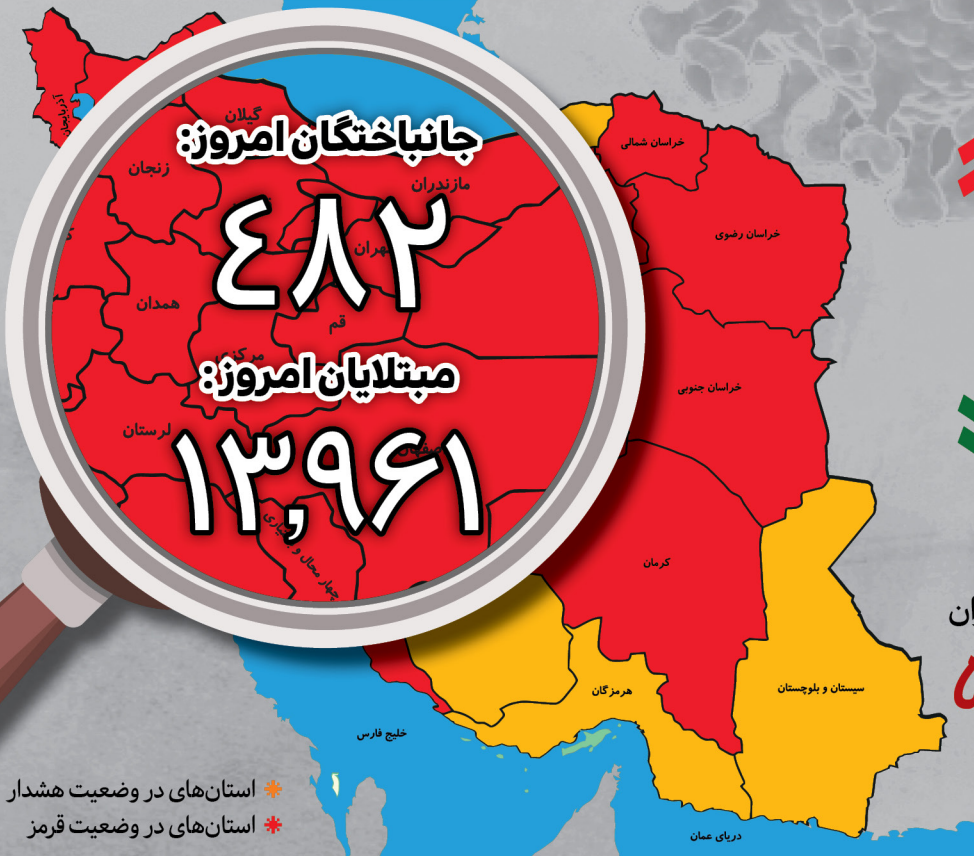 جانباختگان امروز:
٤٨٢
مبتلایان امروز:
۱۳,۹۶۱
آذربایجان
گیلان
زنجان
مازندران
تهران
همدان
قم
مرکزی
لرستان
چهار محال و بختیاری
خراسان شمالی
خراسان رضوی
خراسان جنوبی
کرمان
هرمزگان
سیستان و بلوچستان
خلیج فارس
دریای عمان
استان‌های در وضعیت هشدار
استان‌های در وضعیت قرمز